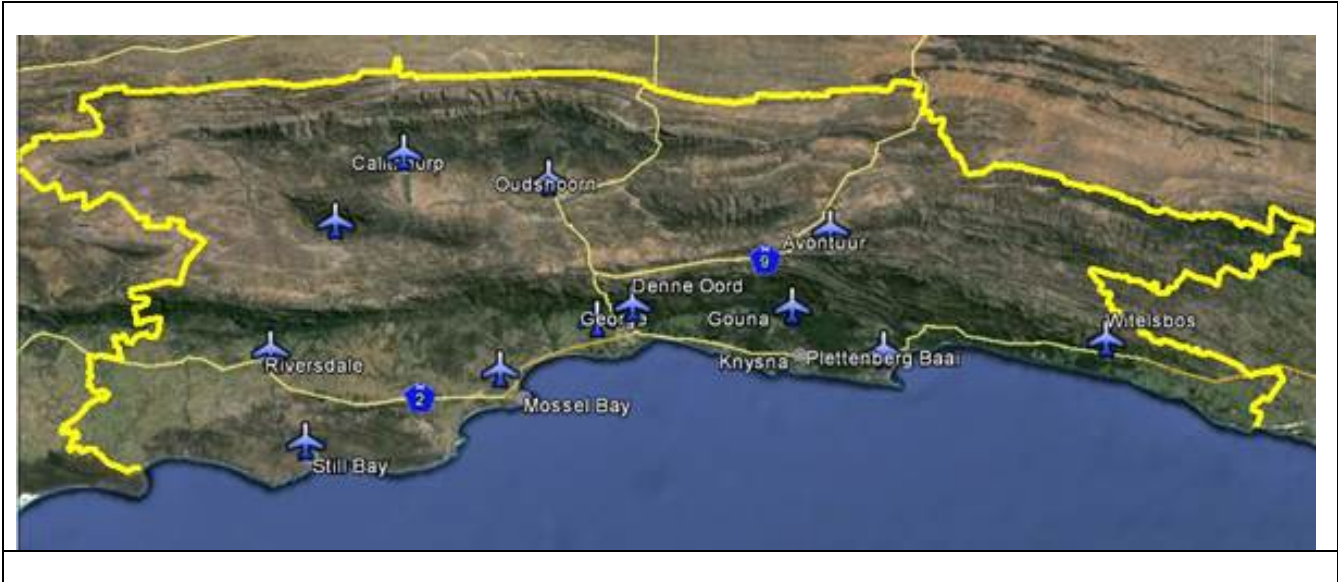 Oudshoorn
Avontuur
9
Denne Oord
George
Gouna
Witelsbos
Riversdale
Knysna
Plettenberg Baai
2
Mossel Bay
Still Bay